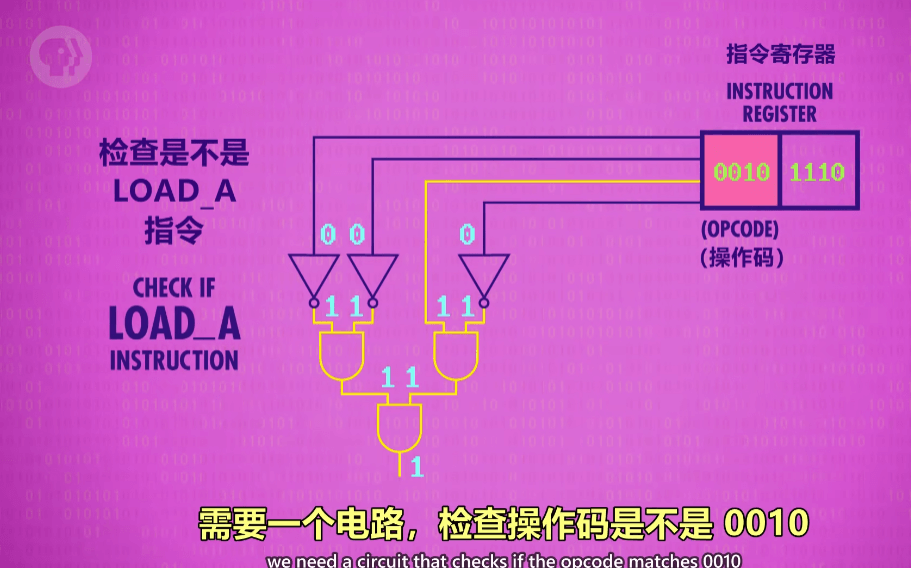 指令寄存器
INSTRUCTION
REGISTER
检查是不是
LOAD_A
指令
0010 1110
(OPCODE)
(操作码)
0 0 0
CHECK IF
LOAD_A
INSTRUCTION
1 1 1 1
1 1
1
需要一个电路，检查操作码是不是 0010
we need a circuit that checks if the opcode matches 0010